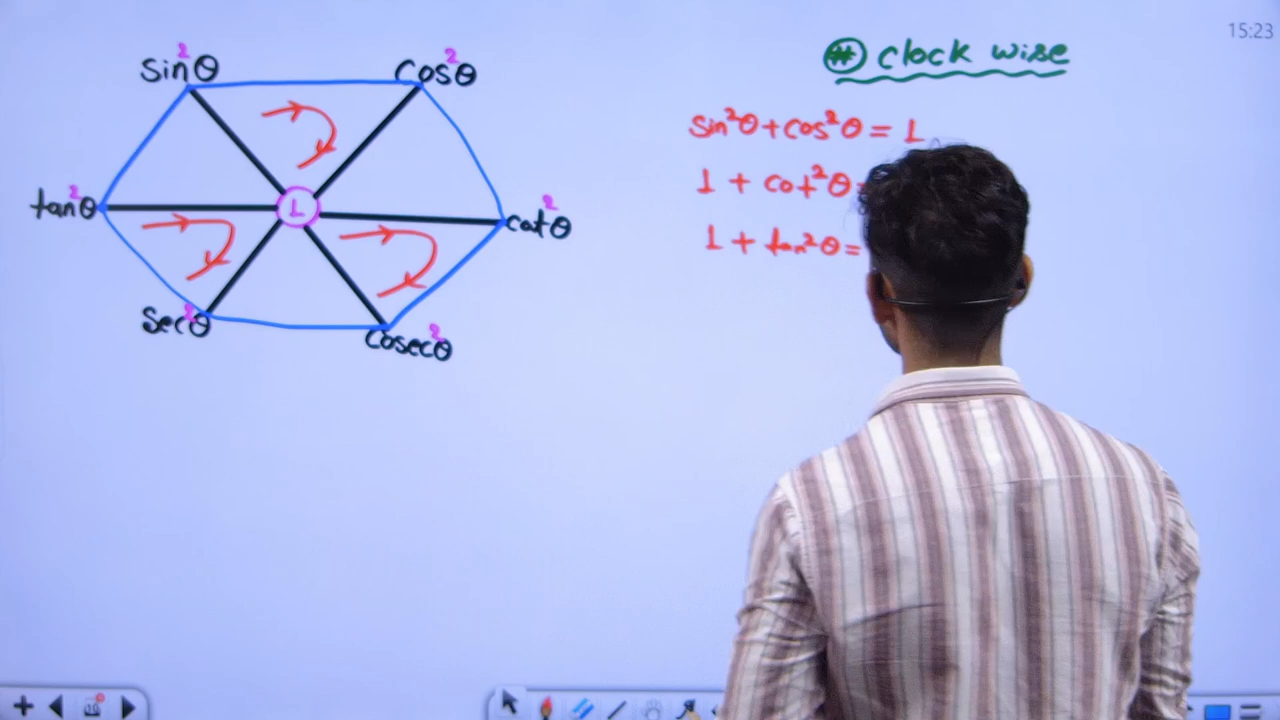 15:23
# clock wise
sin²θ cos²θ
tan²θ 1 cot²θ
sec²θ cosec²θ
sin²θ + cos²θ = 1
1 + cot²θ =
1 + tan²θ =